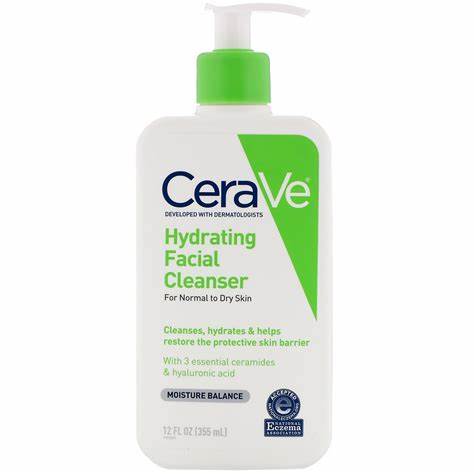 CeraVe
DEVELOPED WITH DERMATOLOGISTS
Hydrating
Facial
Cleanser
For Normal to Dry Skin
Cleanses, hydrates & helps
restore the protective skin barrier
With 3 essential ceramides
& hyaluronic acid
MOISTURE BALANCE
12 FL OZ (355 mL)
ACCEPTED
e
NATIONAL
Eczema
ASSOCIATION